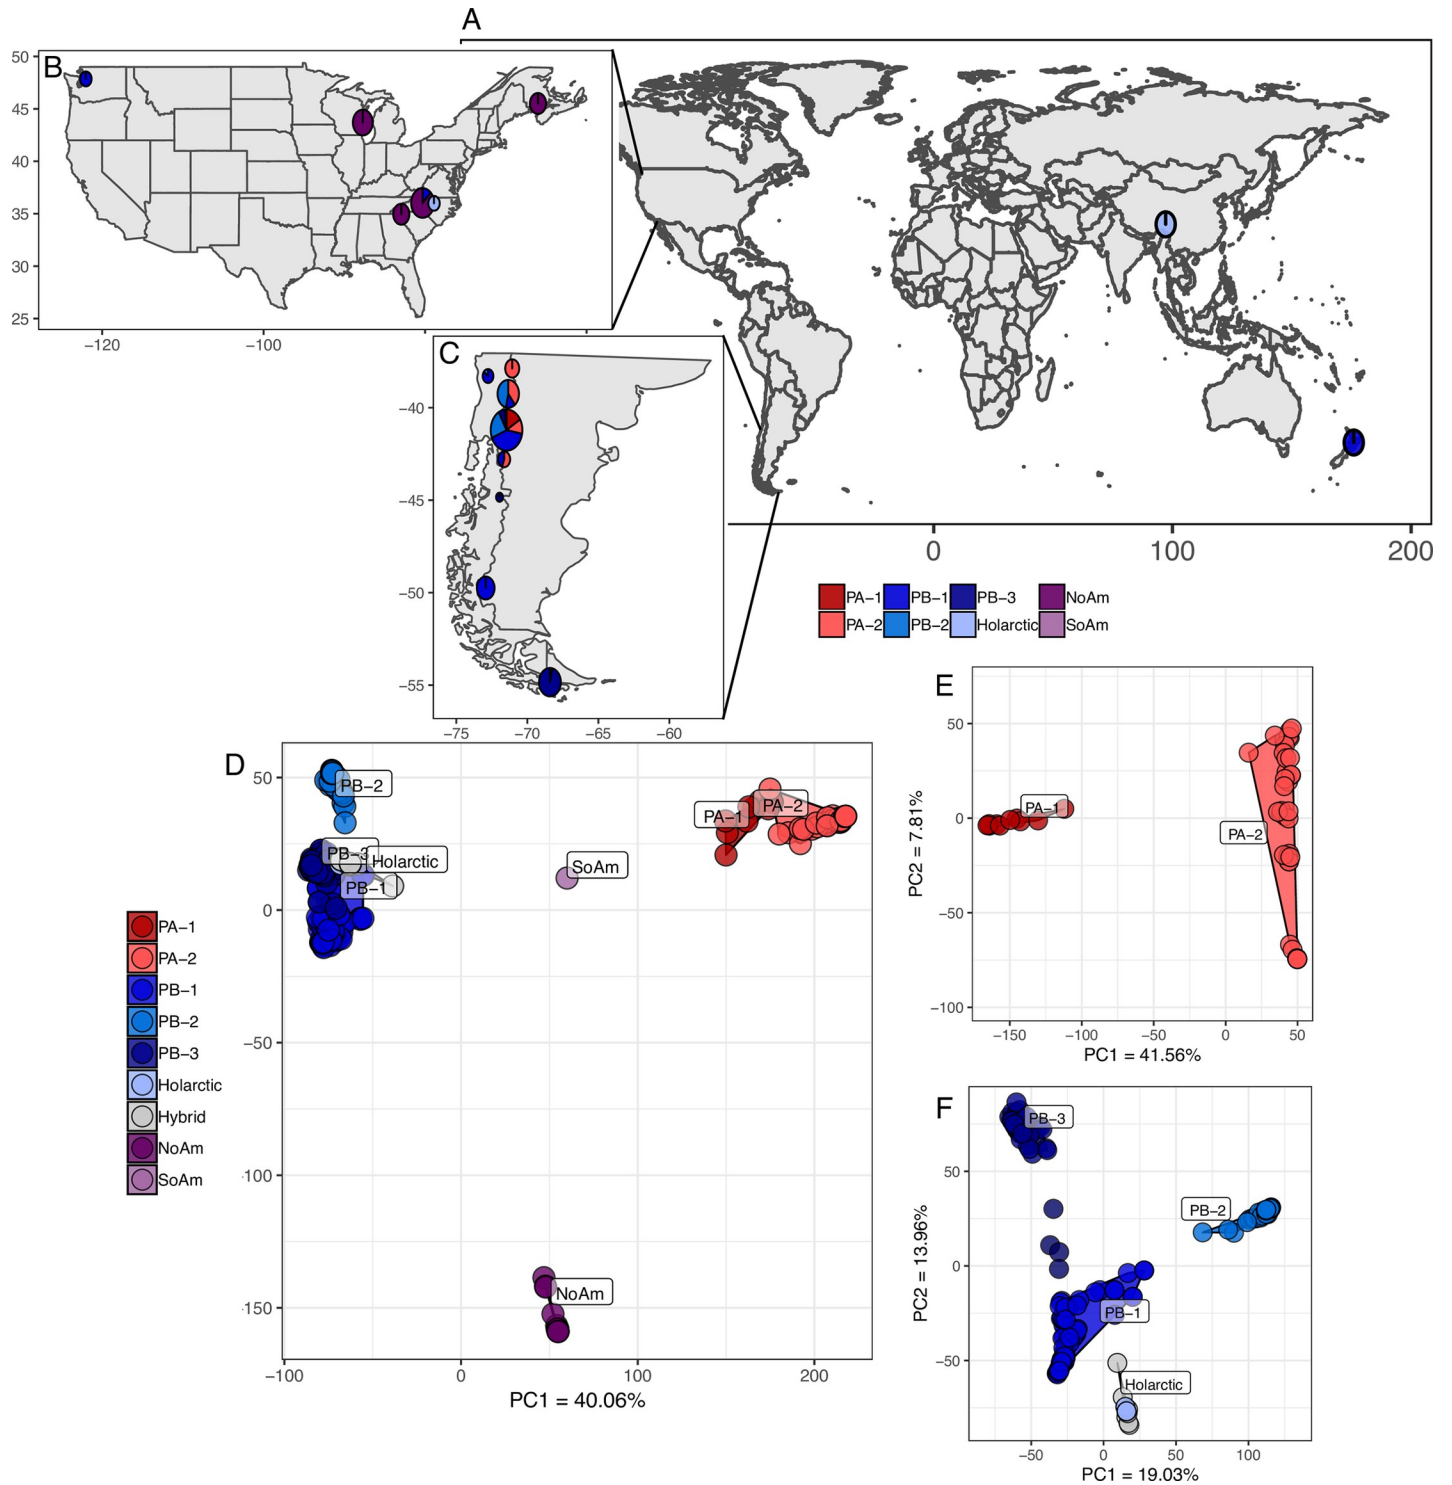 A
B
50
45
40
35
30
25
−120
−100
C
−40
−45
−50
−55
−75
−70
−65
−60
0
100
200
PA−1
PB−1
PB−3
NoAm
PA−2
PB−2
Holarctic
SoAm
D
50
0
−50
·100
·150
−100
0
100
200
PC1 = 40.06%
PB−2
PB−3
Holarctic
PB−1
SoAm
PA−1
PA−2
NoAm
PA−1
PA−2
PB−1
PB−2
PB−3
Holarctic
Hybrid
NoAm
SoAm
E
PC2 = 7.81%
50
0
−50
−100
−150
−100
−50
0
50
PC1 = 41.56%
PA−1
PA−2
F
PC2 = 13.96%
50
0
−50
−50
0
50
100
PC1 = 19.03%
PB−3
PB−2
PB−1
Holarctic